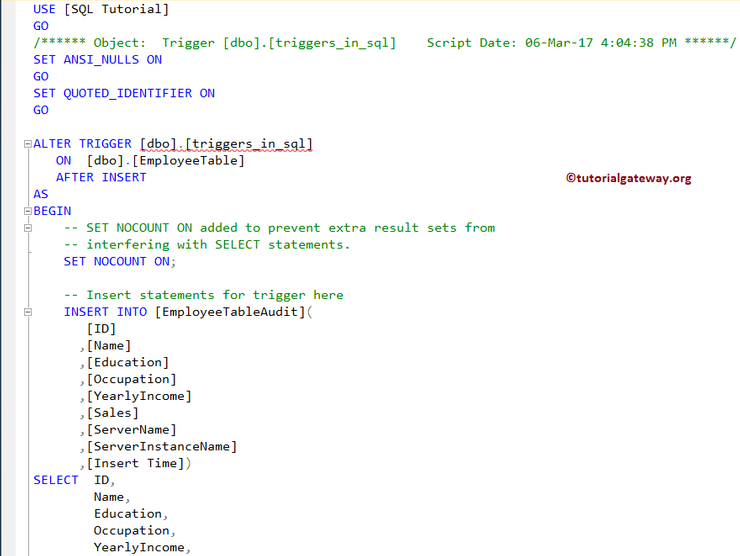 USE [SQL Tutorial]
GO
/****** Object:  Trigger [dbo].[triggers_in_sql]    Script Date: 06-Mar-17 4:04:38 PM ******/
SET ANSI_NULLS ON
GO
SET QUOTED_IDENTIFIER ON
GO
ALTER TRIGGER [dbo].[triggers_in_sql]
ON  [dbo].[EmployeeTable]
AFTER INSERT
©tutorialgateway.org
AS
BEGIN
-- SET NOCOUNT ON added to prevent extra result sets from
-- interfering with SELECT statements.
SET NOCOUNT ON;
-- Insert statements for trigger here
INSERT INTO [EmployeeTableAudit](
[ID]
,[Name]
,[Education]
,[Occupation]
,[YearlyIncome]
,[Sales]
,[ServerName]
,[ServerInstanceName]
,[Insert Time])
SELECT  ID,
Name,
Education,
Occupation,
YearlyIncome,